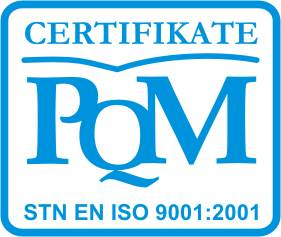 CERTIFIKATE
PQM
STN EN ISO 9001:2001